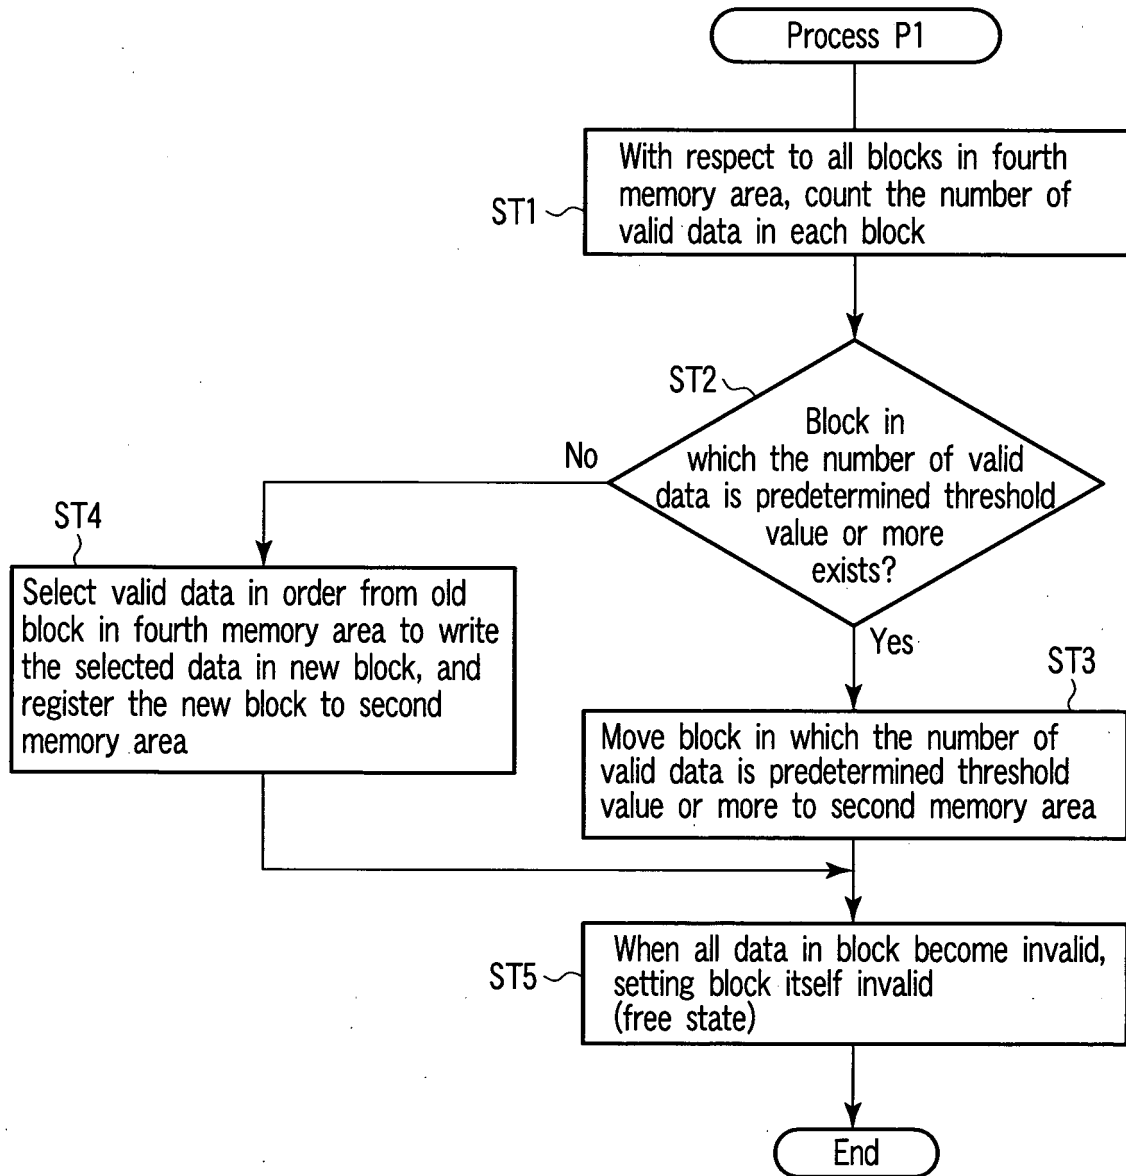 Process P1
With respect to all blocks in fourth
memory area, count the number of
valid data in each block
ST1
ST2
Block in
which the number of valid
data is predetermined threshold
value or more
exists?
No
Yes
ST4
Select valid data in order from old
block in fourth memory area to write
the selected data in new block, and
register the new block to second
memory area
ST3
Move block in which the number of
valid data is predetermined threshold
value or more to second memory area
When all data in block become invalid,
setting block itself invalid
(free state)
ST5
End